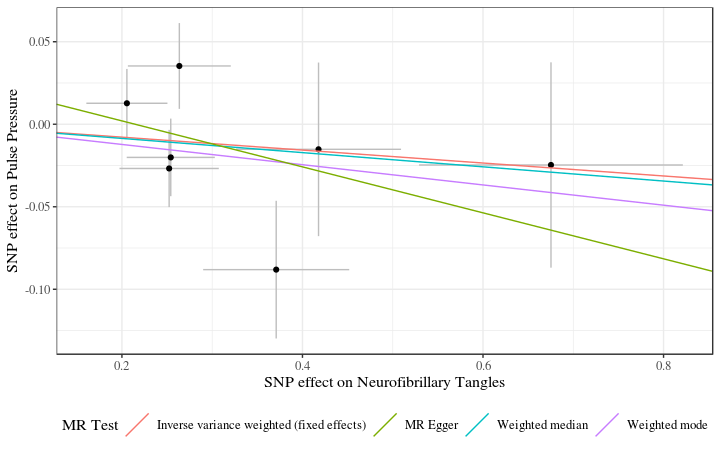 SNP effect on Pulse Pressure
0.05
0.00
-0.05
-0.10
0.2 0.4 0.6 0.8
SNP effect on Neurofibrillary Tangles
MR Test Inverse variance weighted (fixed effects) MR Egger Weighted median Weighted mode